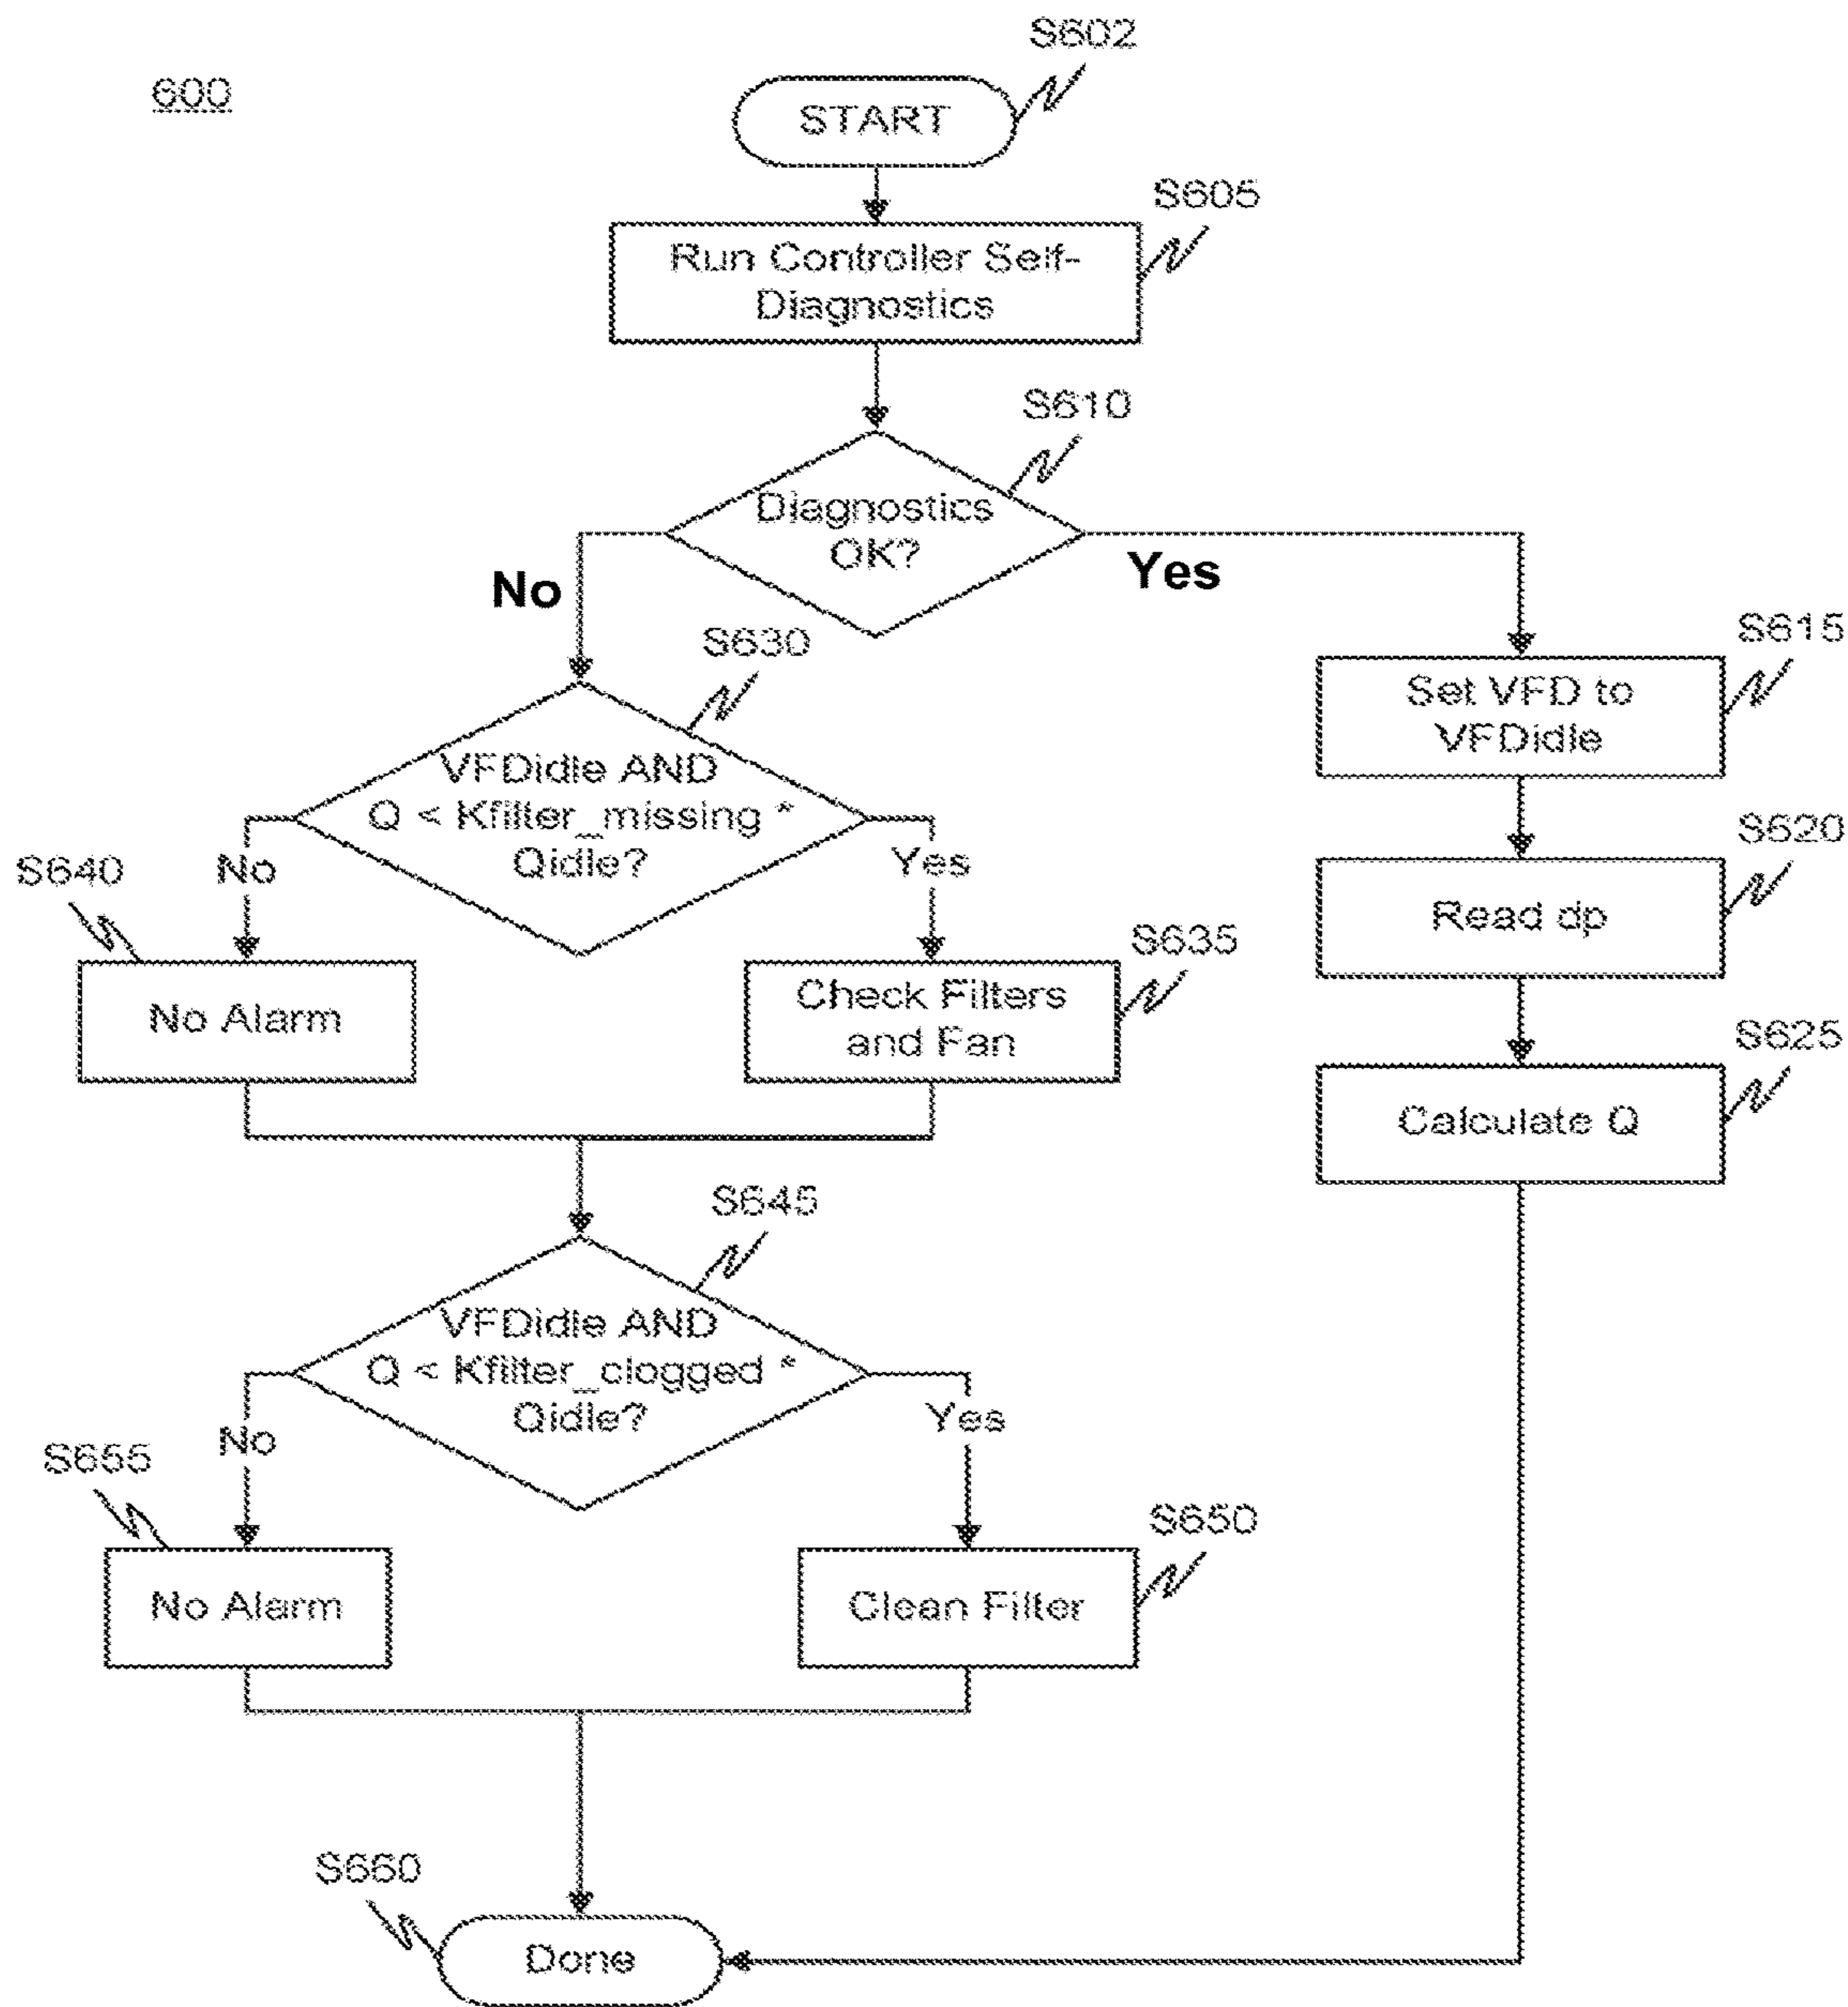 600
S602
START
S605
Run Controller Self-
Diagnostics
S610
Diagnostics
OK?
No
Yes
S630
S615
VFDidle AND
Q < Kfilter_missing *
Qidle?
Set VFD to
VFDidle
S640
No
Yes
S620
Read dp
S635
No Alarm
Check Filters
and Fan
S625
Calculate Q
S645
VFDidle AND
Q < Kfilter_clogged *
Qidle?
S655
No
Yes
S650
No Alarm
Clean Filter
S660
Done